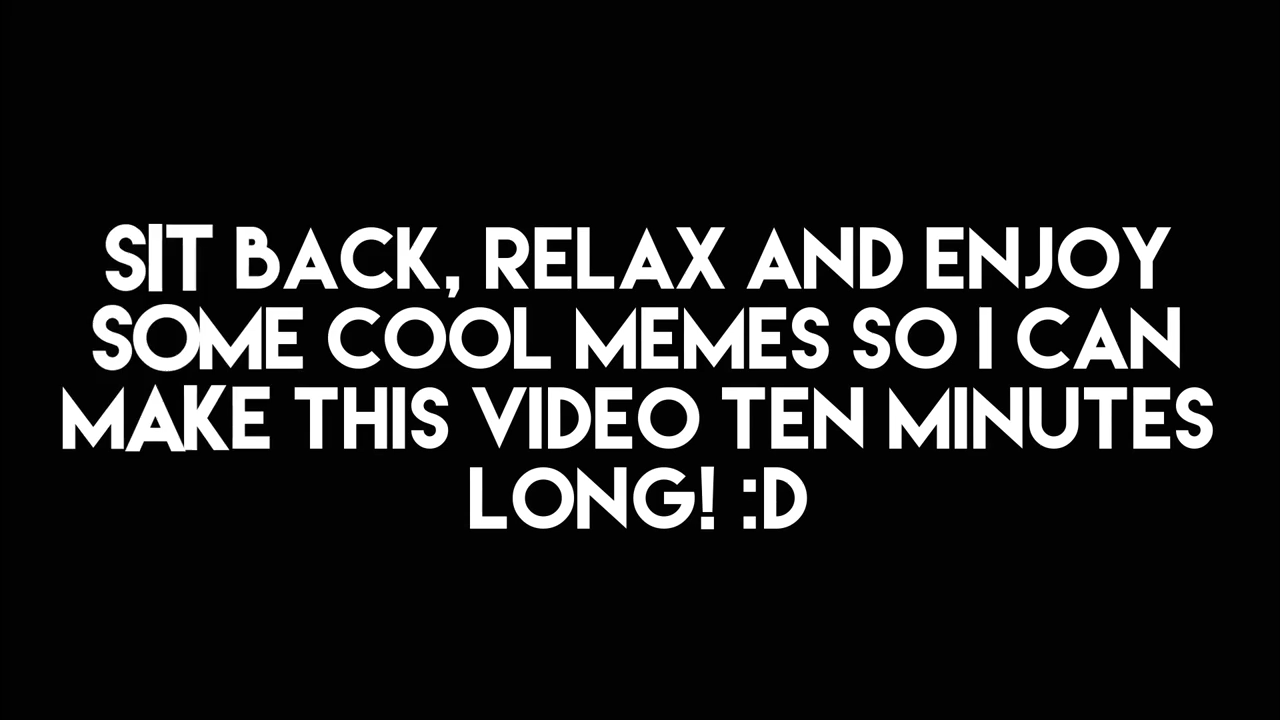 SIT BACK, RELAX AND ENJOY
SOME COOL MEMES SO I CAN
MAKE THIS VIDEO TEN MINUTES
LONG! :D